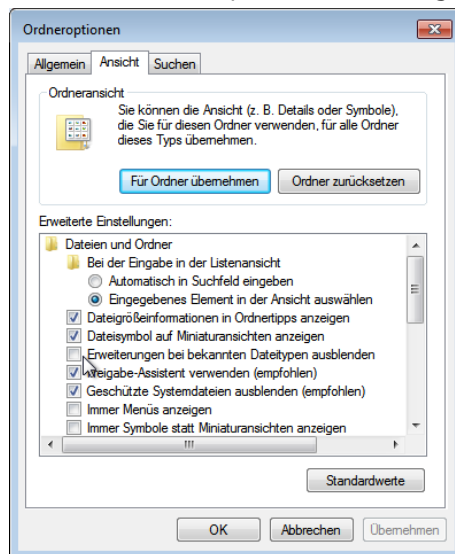 Ordneroptionen
Allgemein Ansicht Suchen
Ordneransicht
Sie können die Ansicht (z. B. Details oder Symbole),
die Sie für diesen Ordner verwenden, für alle Ordner
dieses Typs übernehmen.
Für Ordner übernehmen Ordner zurücksetzen
Erweiterte Einstellungen:
Dateien und Ordner
Bei der Eingabe in der Listenansicht
Automatisch in Suchfeld eingeben
Eingegebenes Element in der Ansicht auswählen
Dateigrößeinformationen in Ordnertipps anzeigen
Dateisymbol auf Miniaturansichten anzeigen
Erweiterungen bei bekannten Dateitypen ausblenden
Freigabe-Assistent verwenden (empfohlen)
Geschützte Systemdateien ausblenden (empfohlen)
Immer Menüs anzeigen
Immer Symbole statt Miniaturansichten anzeigen
Standardwerte
OK Abbrechen Übernehmen